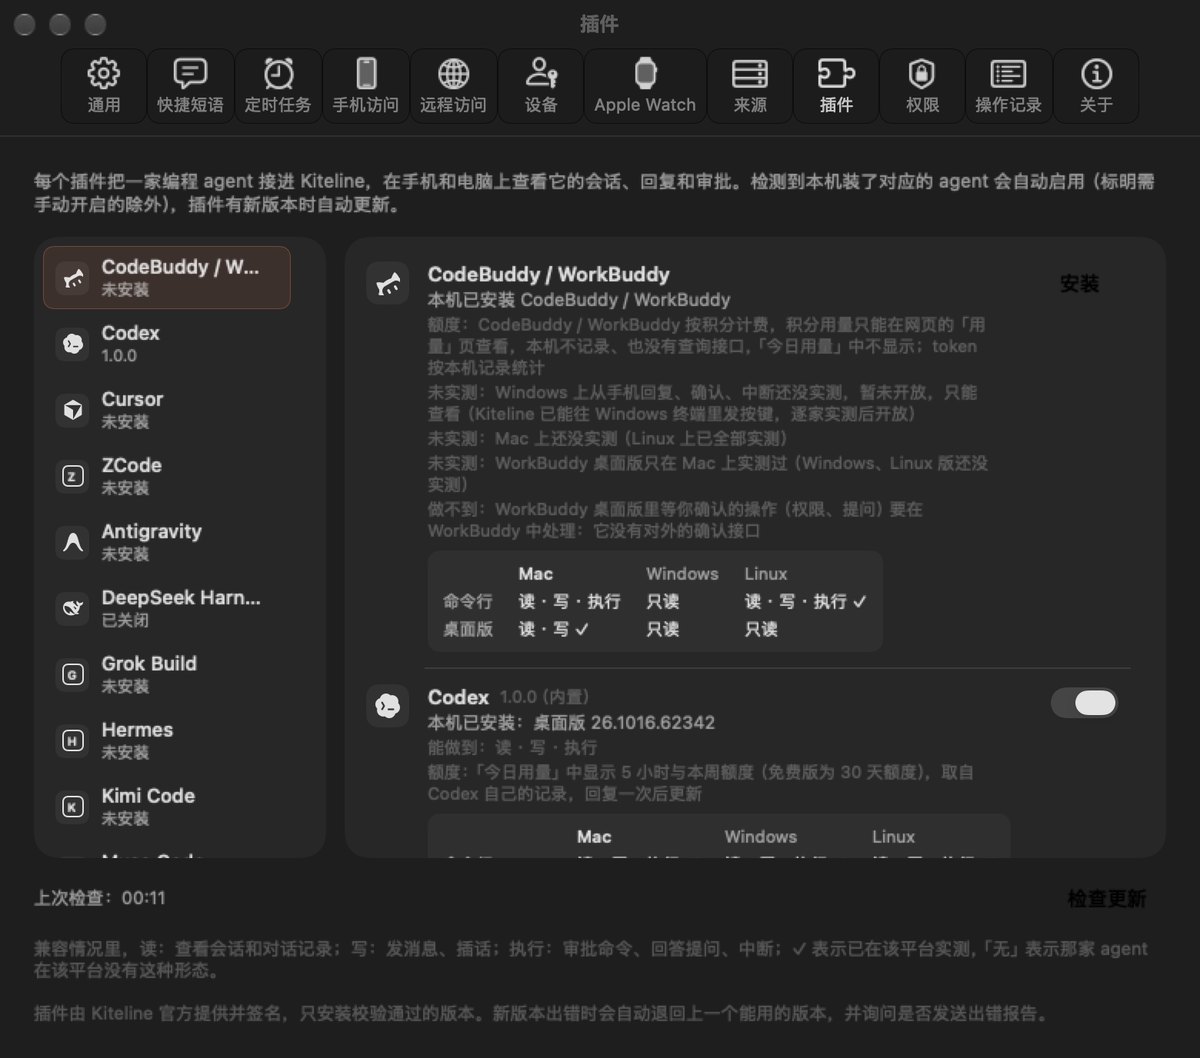 插件
通用
快捷短语
定时任务
手机访问
远程访问
设备
Apple Watch
来源
插件
权限
操作记录
关于
每个插件把一家编程 agent 接进 Kiteline，在手机和电脑上查看它的会话、回复和审批。检测到本机装了对应的 agent 会自动启用（标明需
手动开启的除外），插件有新版本时自动更新。
CodeBuddy / W...
未安装
Codex
1.0.0
Cursor
未安装
ZCode
未安装
Antigravity
未安装
DeepSeek Harn...
已关闭
Grok Build
未安装
Hermes
未安装
Kimi Code
未安装
CodeBuddy / WorkBuddy
安装
本机已安装 CodeBuddy / WorkBuddy
额度：CodeBuddy / WorkBuddy 按积分计费，积分用量只能在网页的「用
量」页查看，本机不记录、也没有查询接口，「今日用量」中不显示；token
按本机记录统计
未实测：Windows 上从手机回复、确认、中断还没实测，暂未开放，只能
查看（Kiteline 已能往 Windows 终端里发按键，逐家实测后开放）
未实测：Mac 上还没实测（Linux 上已全部实测）
未实测：WorkBuddy 桌面版只在 Mac 上实测过（Windows、Linux 版还没
实测）
做不到：WorkBuddy 桌面版里等你确认的操作（权限、提问）要在
WorkBuddy 中处理：它没有对外的确认接口
Mac Windows Linux
命令行 读 · 写 · 执行 只读 读 · 写 · 执行 ✓
桌面版 读 · 写 ✓ 只读 只读
Codex 1.0.0 (内置)
本机已安装：桌面版 26.1016.62342
能做到：读 · 写 · 执行
额度：「今日用量」中显示 5 小时与本周额度（免费版为 30 天额度），取自
Codex 自己的记录，回复一次后更新
Mac Windows Linux
上次检查：00:11
检查更新
兼容情况里，读：查看会话和对话记录；写：发消息、插话；执行：审批命令、回答提问、中断；✓ 表示已在该平台实测，「无」表示那家 agent
在该平台没有这种形态。
插件由 Kiteline 官方提供并签名，只安装校验通过的版本。新版本出错时会自动退回上一个能用的版本，并询问是否发送出错报告。